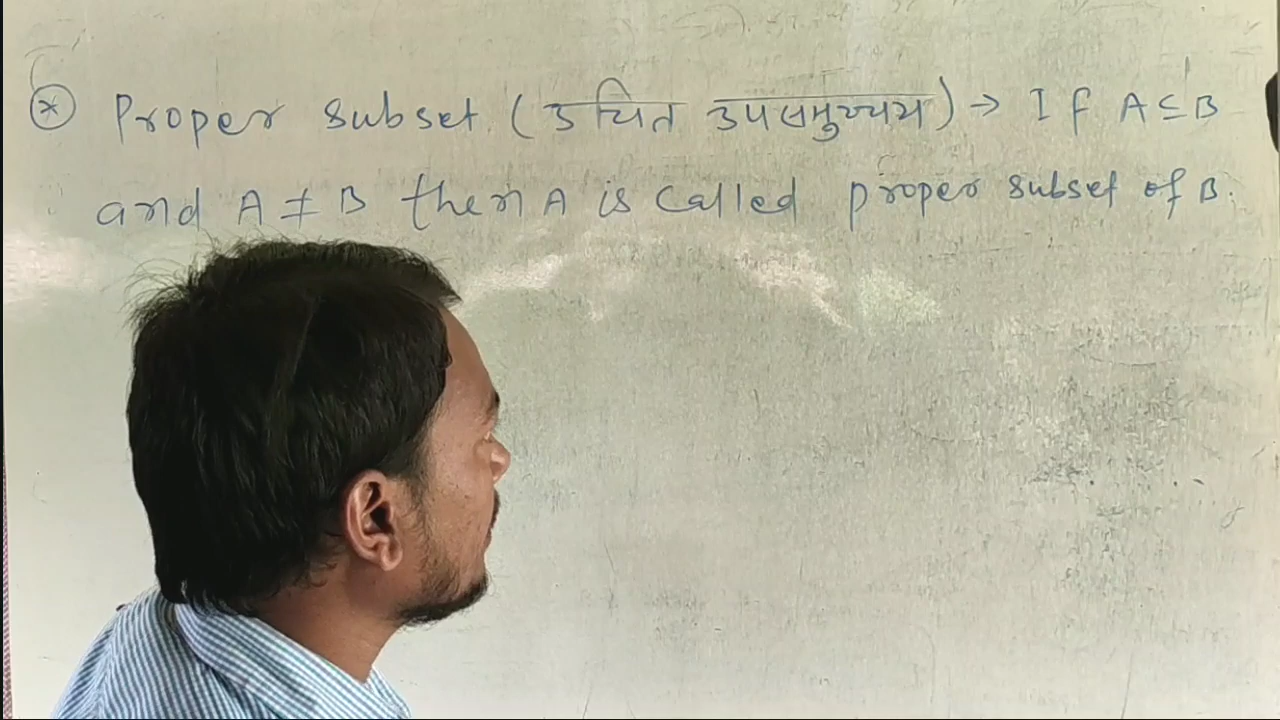 * Proper subset (उचित उपसमुच्चय) → If A ⊆ B
and A ≠ B then A is called proper subset of B.